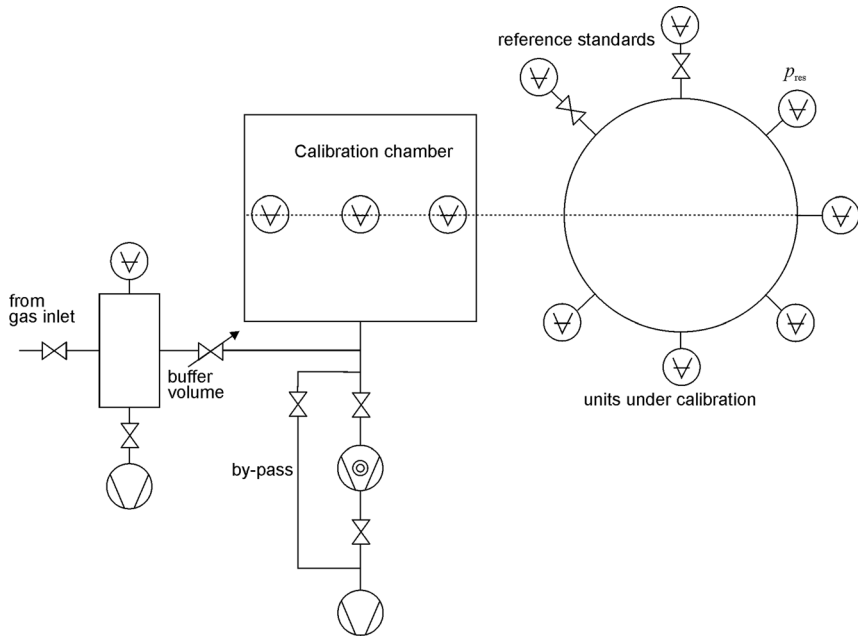 reference standards
p_res
Calibration chamber
from
gas inlet
buffer
volume
units under calibration
by-pass